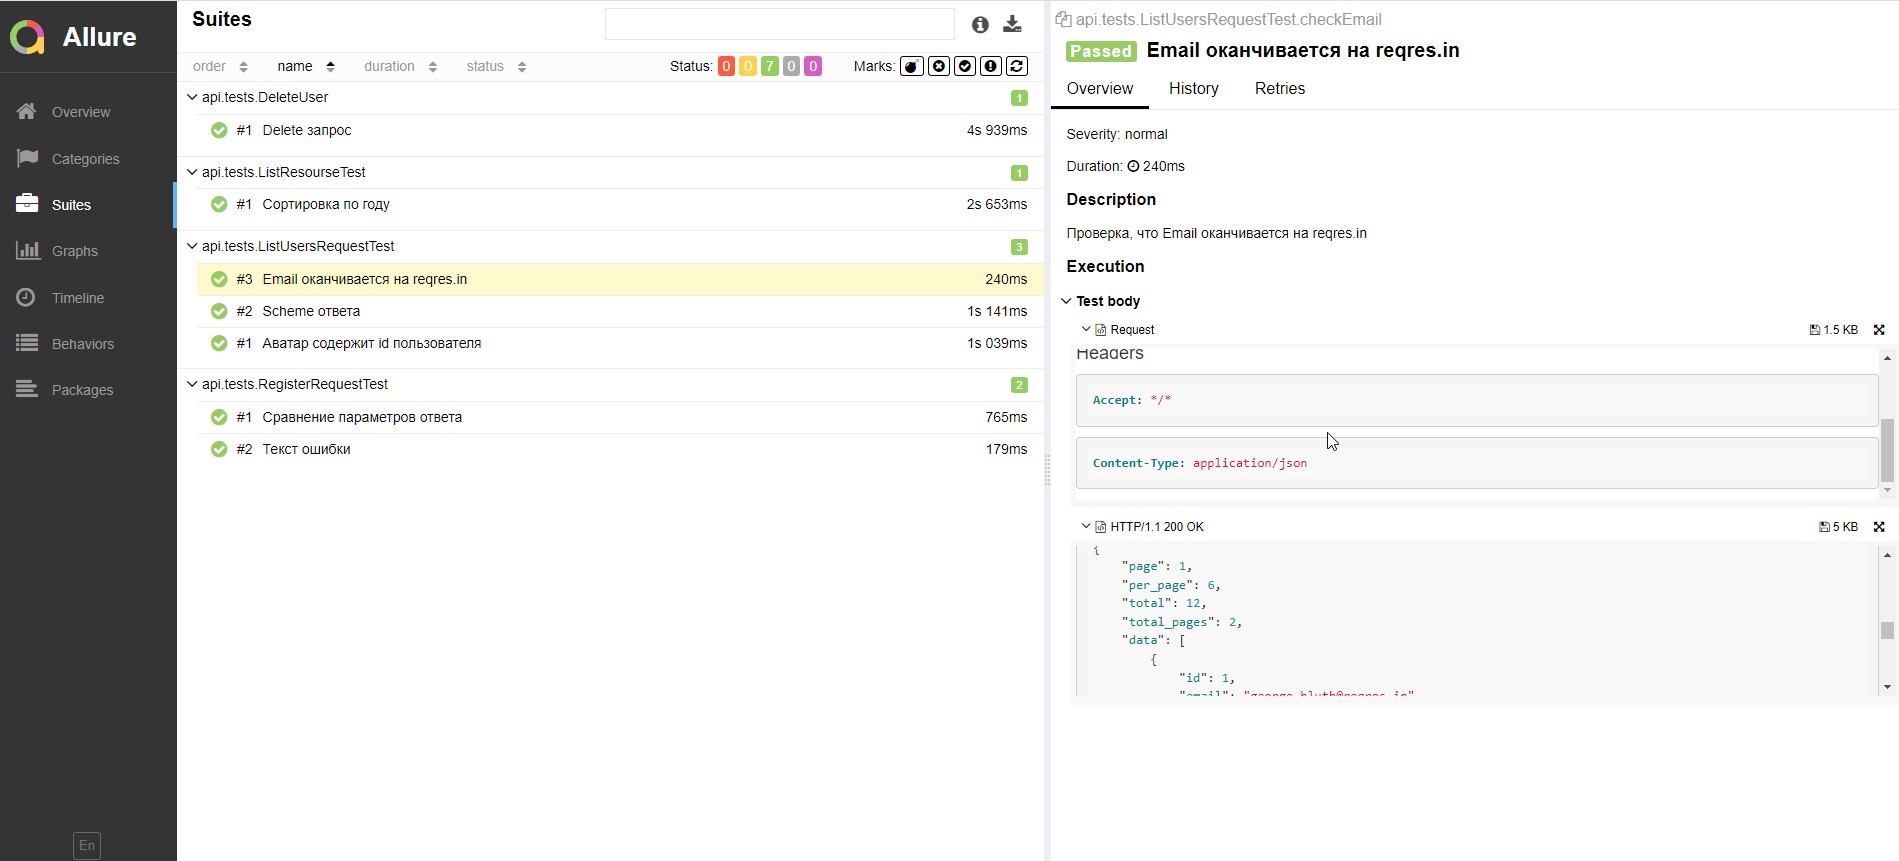 Allure
Overview
Categories
Suites
Graphs
Timeline
Behaviors
Packages
En
Suites
order name duration status Status: 0 0 7 0 0 Marks:
api.tests.DeleteUser 1
#1 Delete запрос 4s 939ms
api.tests.ListResourseTest 1
#1 Сортировка по году 2s 653ms
api.tests.ListUsersRequestTest 3
#3 Email оканчивается на reqres.in 240ms
#2 Scheme ответа 1s 141ms
#1 Аватар содержит id пользователя 1s 039ms
api.tests.RegisterRequestTest 2
#1 Сравнение параметров ответа 765ms
#2 Текст ошибки 179ms
api.tests.ListUsersRequestTest.checkEmail
Passed Email оканчивается на reqres.in
Overview History Retries
Severity: normal
Duration: 240ms
Description
Проверка, что Email оканчивается на reqres.in
Execution
Test body
Request 1.5 KB
Headers
Accept: */*
Content-Type: application/json
HTTP/1.1 200 OK 5 KB
{
"page": 1,
"per_page": 6,
"total": 12,
"total_pages": 2,
"data": [
{
"id": 1,
"email": "george.bluth@reqres.in"